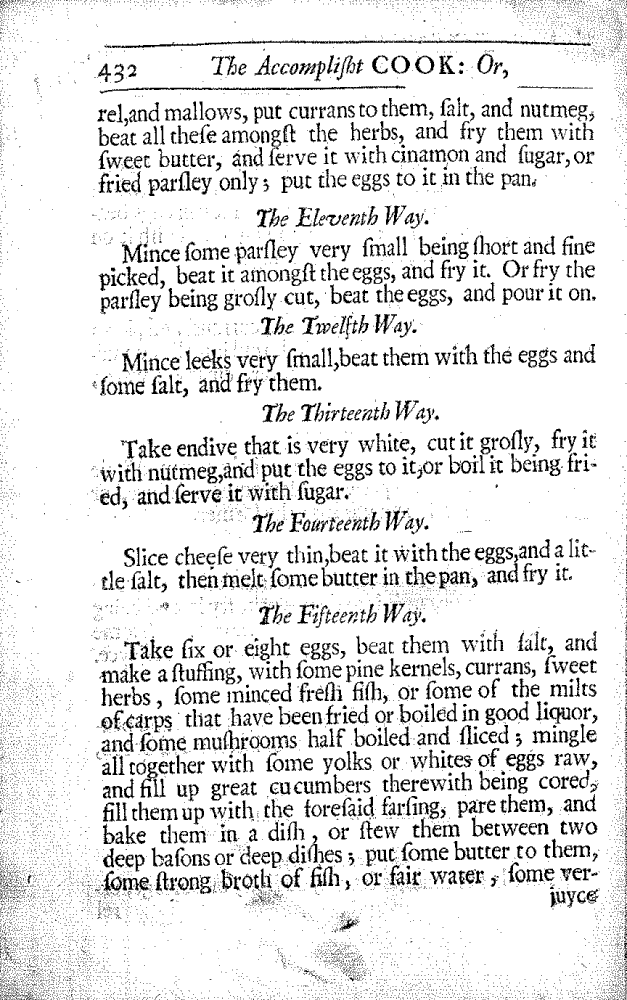 432 The Accompliſht COOK: Or,
rel,and mallows, put currans to them, ſalt, and nutmeg,
beat all theſe amongſt the herbs, and fry them with
ſweet butter, and ſerve it with cinamon and ſugar, or
fried parſley only; put the eggs to it in the pan.
The Eleventh Way.
Mince ſome parſley very ſmall being ſhort and fine
picked, beat it amongſt the eggs, and fry it. Or fry the
parſley being groſly cut, beat the eggs, and pour it on.
The Twelfth Way.
Mince leeks very ſmall,beat them with the eggs and
ſome ſalt, and fry them.
The Thirteenth Way.
Take endive that is very white, cut it groſly, fry it
with nutmeg,and put the eggs to it,or boil it being fri-
ed, and ſerve it with ſugar.
The Fourteenth Way.
Slice cheeſe very thin,beat it with the eggs,and a lit-
tle ſalt, then melt ſome butter in the pan, and fry it.
The Fifteenth Way.
Take ſix or eight eggs, beat them with ſalt, and
make a ſtuffing, with ſome pine kernels, currans, ſweet
herbs, ſome minced freſh fiſh, or ſome of the milts
of carps that have been fried or boiled in good liquor,
and ſome muſhrooms half boiled and ſliced; mingle
all together with ſome yolks or whites of eggs raw,
and fill up great cucumbers therewith being cored,
fill them up with the foreſaid farſing, pare them, and
bake them in a diſh, or ſtew them between two
deep baſons or deep diſhes; put ſome butter to them,
ſome ſtrong broth of fiſh, or fair water, ſome ver-
juyce